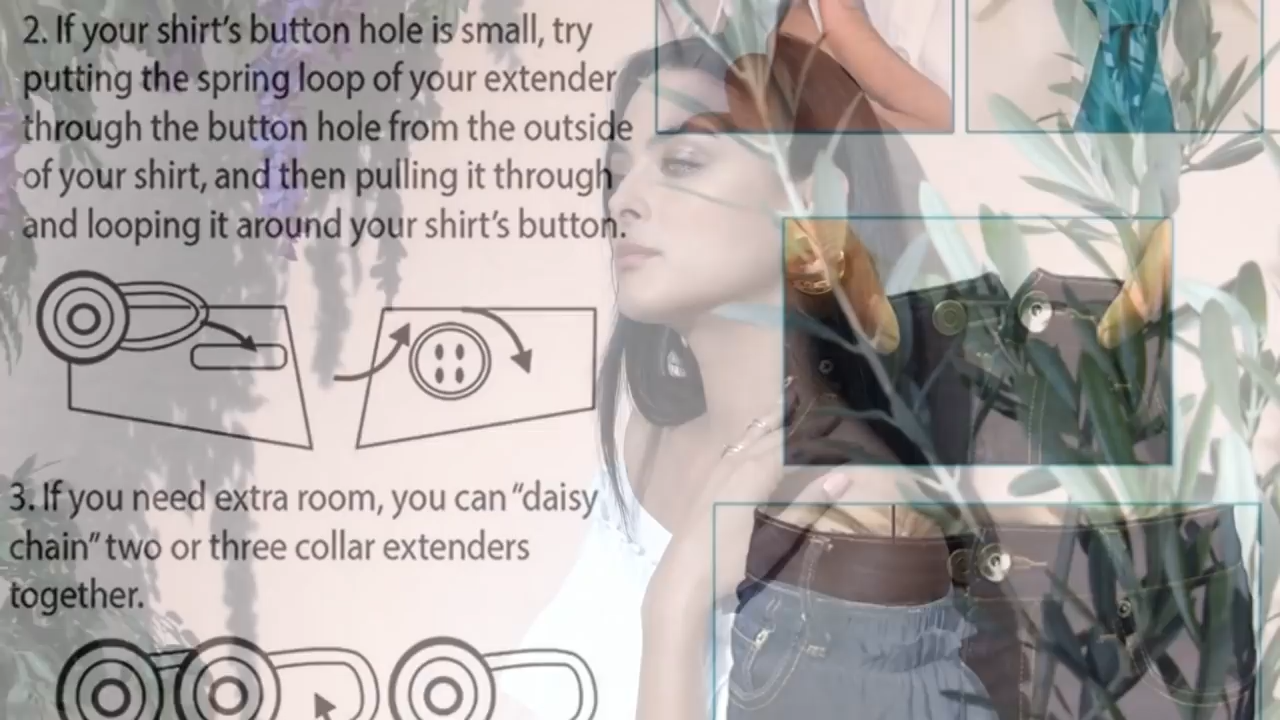 2. If your shirt's button hole is small, try
putting the spring loop of your extender
through the button hole from the outside
of your shirt, and then pulling it through
and looping it around your shirt's button.
3. If you need extra room, you can "daisy
chain" two or three collar extenders
together.